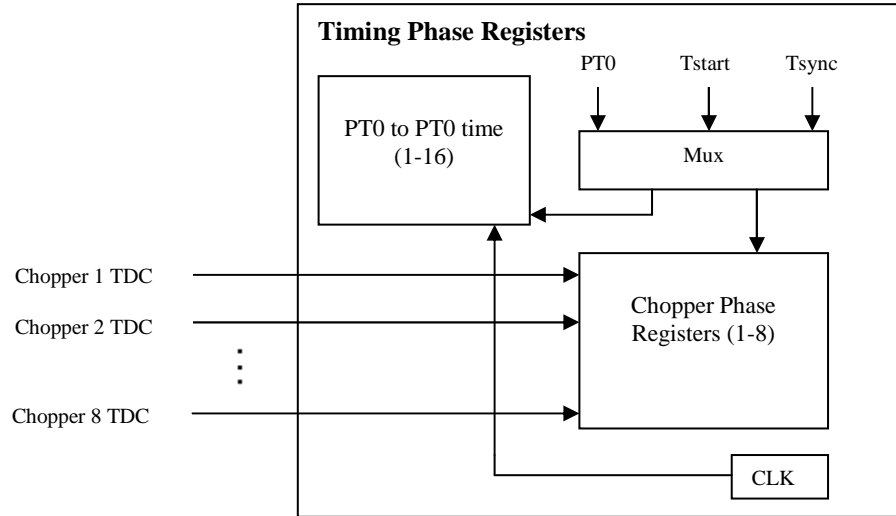 Timing Phase Registers
PT0 Tstart Tsync
PT0 to PT0 time
(1-16)
Mux
Chopper 1 TDC
Chopper 2 TDC
Chopper 8 TDC
Chopper Phase
Registers (1-8)
CLK